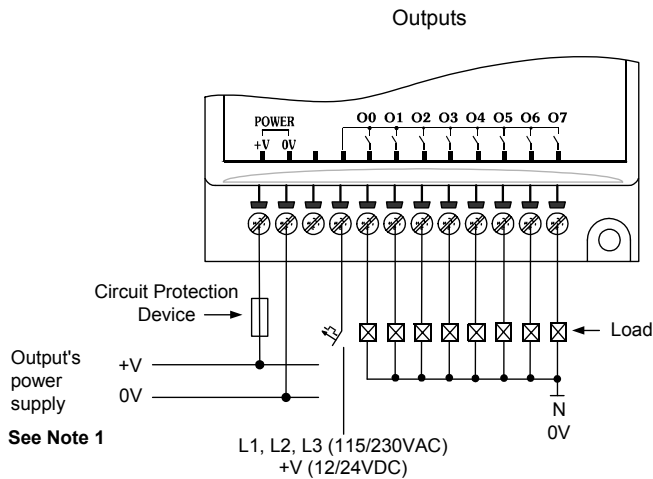 Outputs
POWER
+V 0V
O0 O1 O2 O3 O4 O5 O6 O7
Circuit Protection
Device
Load
Output's
power
supply
+V
0V
See Note 1
N
0V
L1, L2, L3 (115/230VAC)
+V (12/24VDC)